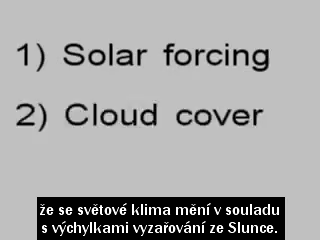 1) Solar forcing
2) Cloud cover
že se světové klima mění v souladu
s výchylkami vyzařování ze Slunce.